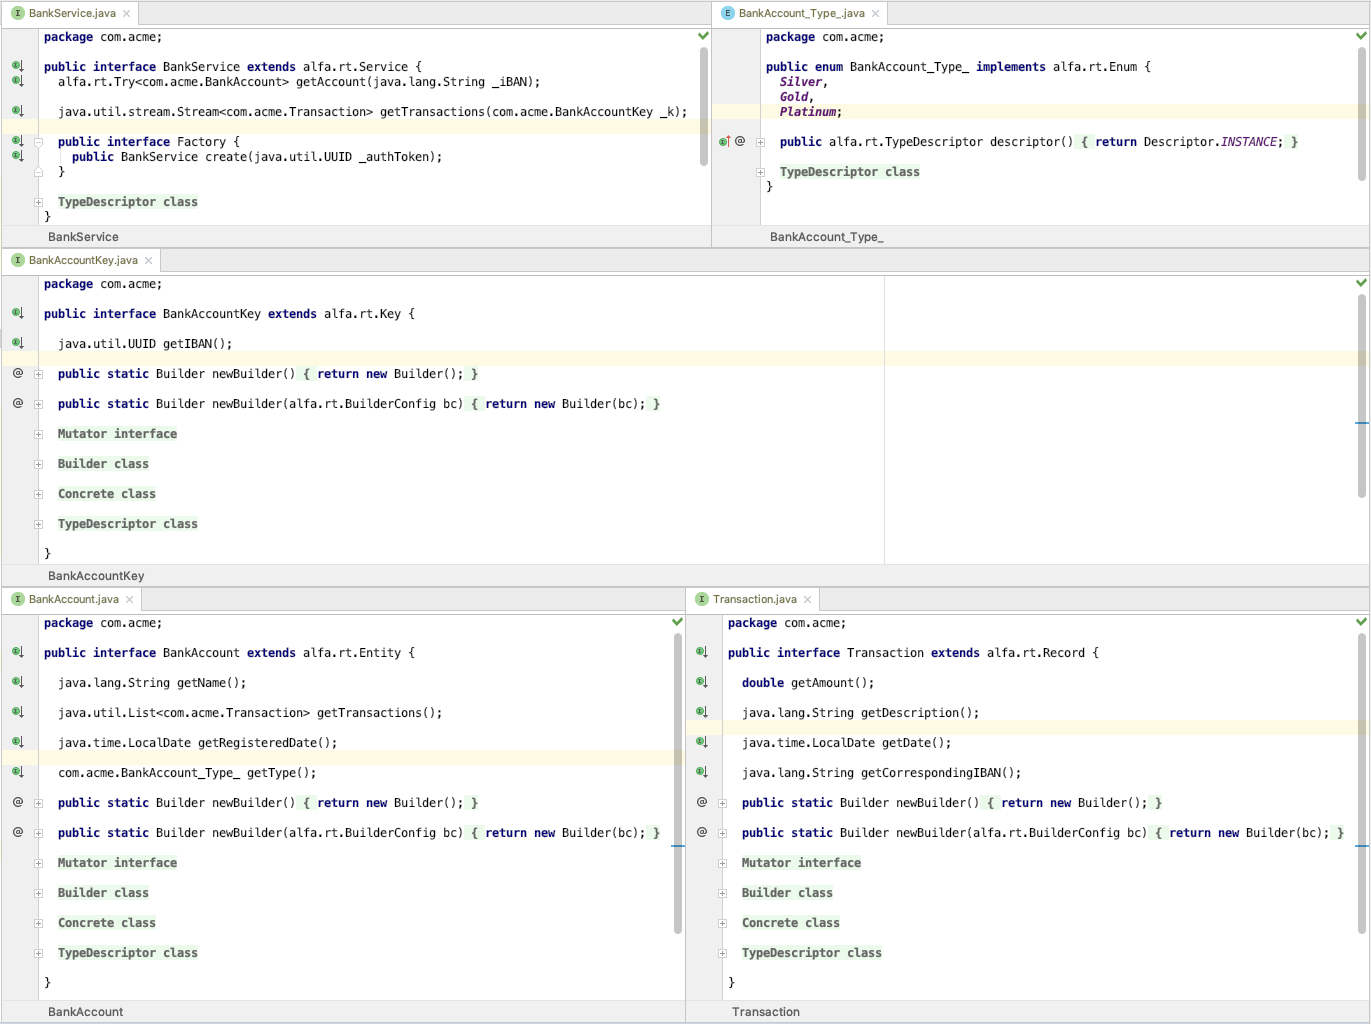 BankService.java
package com.acme;
public interface BankService extends alfa.rt.Service {
alfa.rt.Try<com.acme.BankAccount> getAccount(java.lang.String _iBAN);
java.util.stream.Stream<com.acme.Transaction> getTransactions(com.acme.BankAccountKey _k);
public interface Factory {
public BankService create(java.util.UUID _authToken);
}
TypeDescriptor class
}
BankService
BankAccount_Type_.java
package com.acme;
public enum BankAccount_Type_ implements alfa.rt.Enum {
Silver,
Gold,
Platinum;
public alfa.rt.TypeDescriptor descriptor() { return Descriptor.INSTANCE; }
TypeDescriptor class
}
BankAccount_Type_
BankAccountKey.java
package com.acme;
public interface BankAccountKey extends alfa.rt.Key {
java.util.UUID getIBAN();
public static Builder newBuilder() { return new Builder(); }
public static Builder newBuilder(alfa.rt.BuilderConfig bc) { return new Builder(bc); }
Mutator interface
Builder class
Concrete class
TypeDescriptor class
}
BankAccountKey
BankAccount.java
package com.acme;
public interface BankAccount extends alfa.rt.Entity {
java.lang.String getName();
java.util.List<com.acme.Transaction> getTransactions();
java.time.LocalDate getRegisteredDate();
com.acme.BankAccount_Type_ getType();
public static Builder newBuilder() { return new Builder(); }
public static Builder newBuilder(alfa.rt.BuilderConfig bc) { return new Builder(bc); }
Mutator interface
Builder class
Concrete class
TypeDescriptor class
}
BankAccount
Transaction.java
package com.acme;
public interface Transaction extends alfa.rt.Record {
double getAmount();
java.lang.String getDescription();
java.time.LocalDate getDate();
java.lang.String getCorrespondingIBAN();
public static Builder newBuilder() { return new Builder(); }
public static Builder newBuilder(alfa.rt.BuilderConfig bc) { return new Builder(bc); }
Mutator interface
Builder class
Concrete class
TypeDescriptor class
}
Transaction